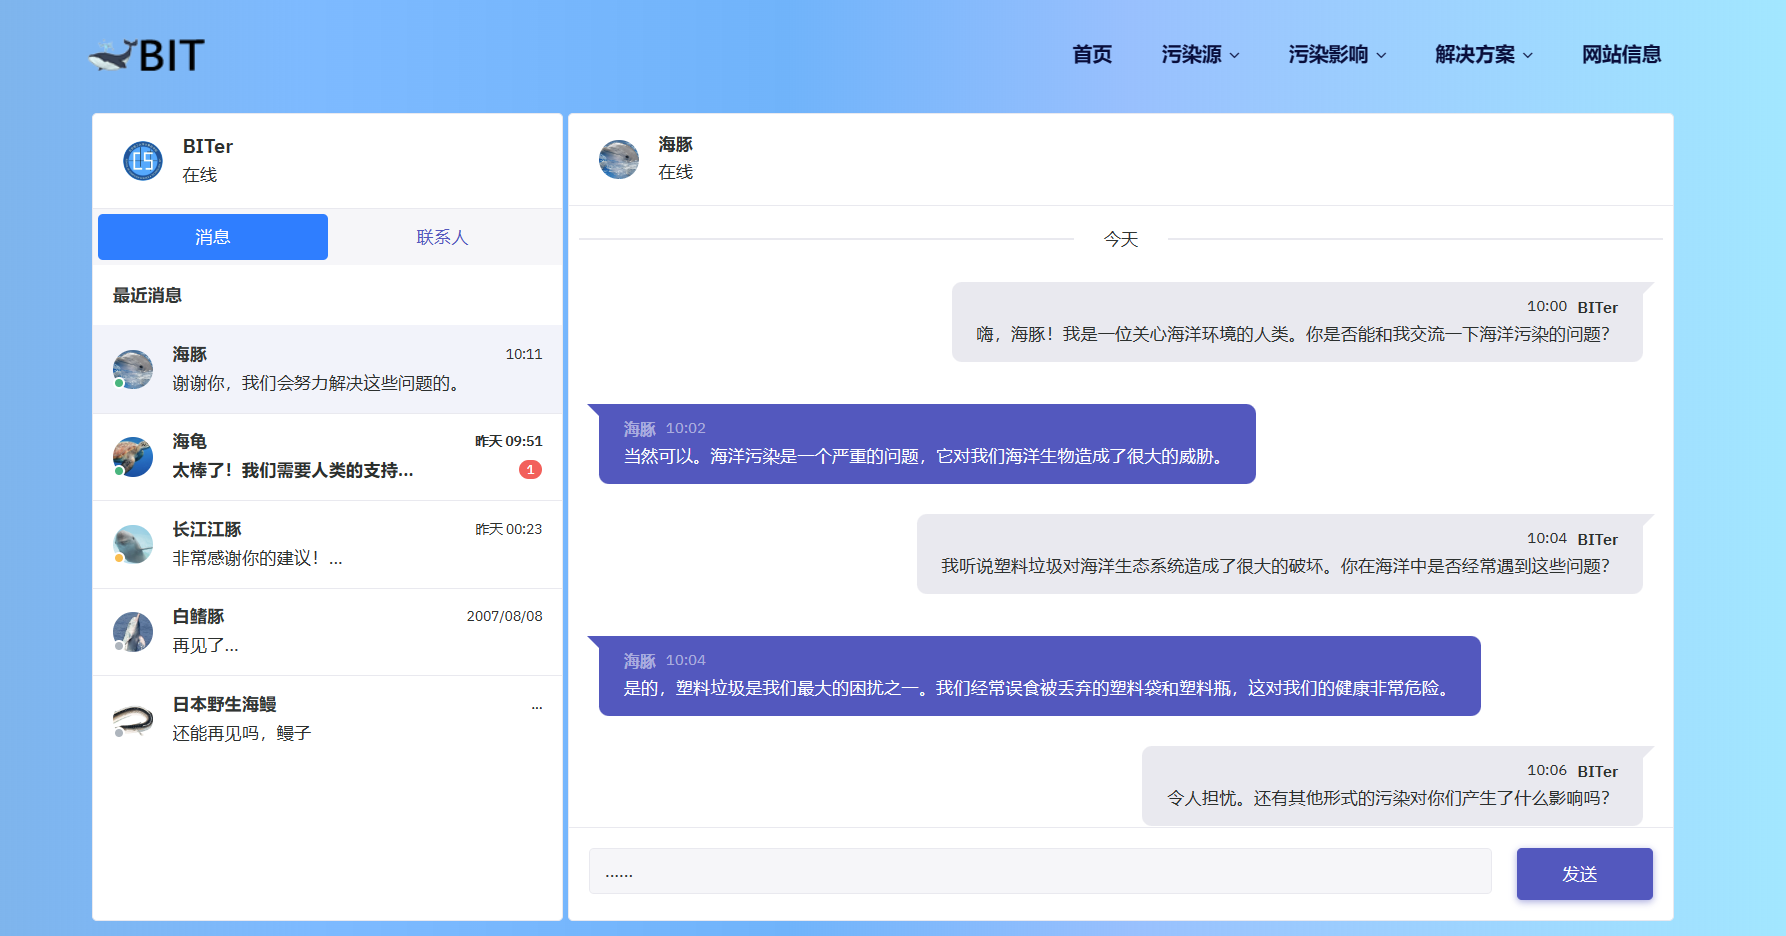 BIT
首页 污染源 污染影响 解决方案 网站信息
BITer
在线
消息 联系人
最近消息
海豚 10:11
谢谢你，我们会努力解决这些问题的。
海龟 昨天 09:51
太棒了！我们需要人类的支持... 1
长江江豚 昨天 00:23
非常感谢你的建议！...
白鳍豚 2007/08/08
再见了...
日本野生海鳗 ...
还能再见吗，鳗子
海豚
在线
今天
10:00 BITer
嗨，海豚！我是一位关心海洋环境的人类。你是否能和我交流一下海洋污染的问题？
海豚 10:02
当然可以。海洋污染是一个严重的问题，它对我们海洋生物造成了很大的威胁。
10:04 BITer
我听说塑料垃圾对海洋生态系统造成了很大的破坏。你在海洋中是否经常遇到这些问题？
海豚 10:04
是的，塑料垃圾是我们最大的困扰之一。我们经常误食被丢弃的塑料袋和塑料瓶，这对我们的健康非常危险。
10:06 BITer
令人担忧。还有其他形式的污染对你们产生了什么影响吗？
...... 发送